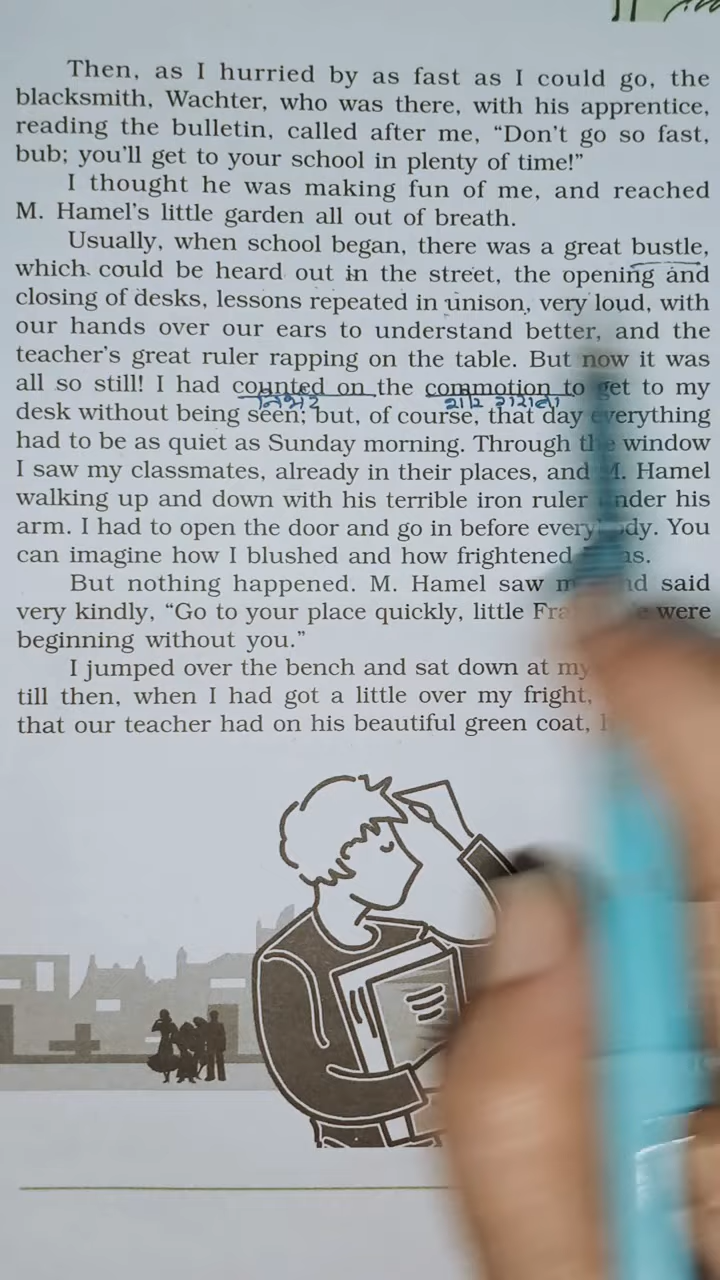 Then, as I hurried by as fast as I could go, the
blacksmith, Wachter, who was there, with his apprentice,
reading the bulletin, called after me, “Don’t go so fast,
bub; you’ll get to your school in plenty of time!”
I thought he was making fun of me, and reached
M. Hamel’s little garden all out of breath.
Usually, when school began, there was a great bustle,
which could be heard out in the street, the opening and
closing of desks, lessons repeated in unison, very loud, with
our hands over our ears to understand better, and the
teacher’s great ruler rapping on the table. But now it was
all so still! I had counted on the commotion to get to my
desk without being seen; but, of course, that day everything
had to be as quiet as Sunday morning. Through the window
I saw my classmates, already in their places, and M. Hamel
walking up and down with his terrible iron ruler under his
arm. I had to open the door and go in before everybody. You
can imagine how I blushed and how frightened I was.
But nothing happened. M. Hamel saw me and said
very kindly, “Go to your place quickly, little Franz. We were
beginning without you.”
I jumped over the bench and sat down at my
till then, when I had got a little over my fright,
that our teacher had on his beautiful green coat,